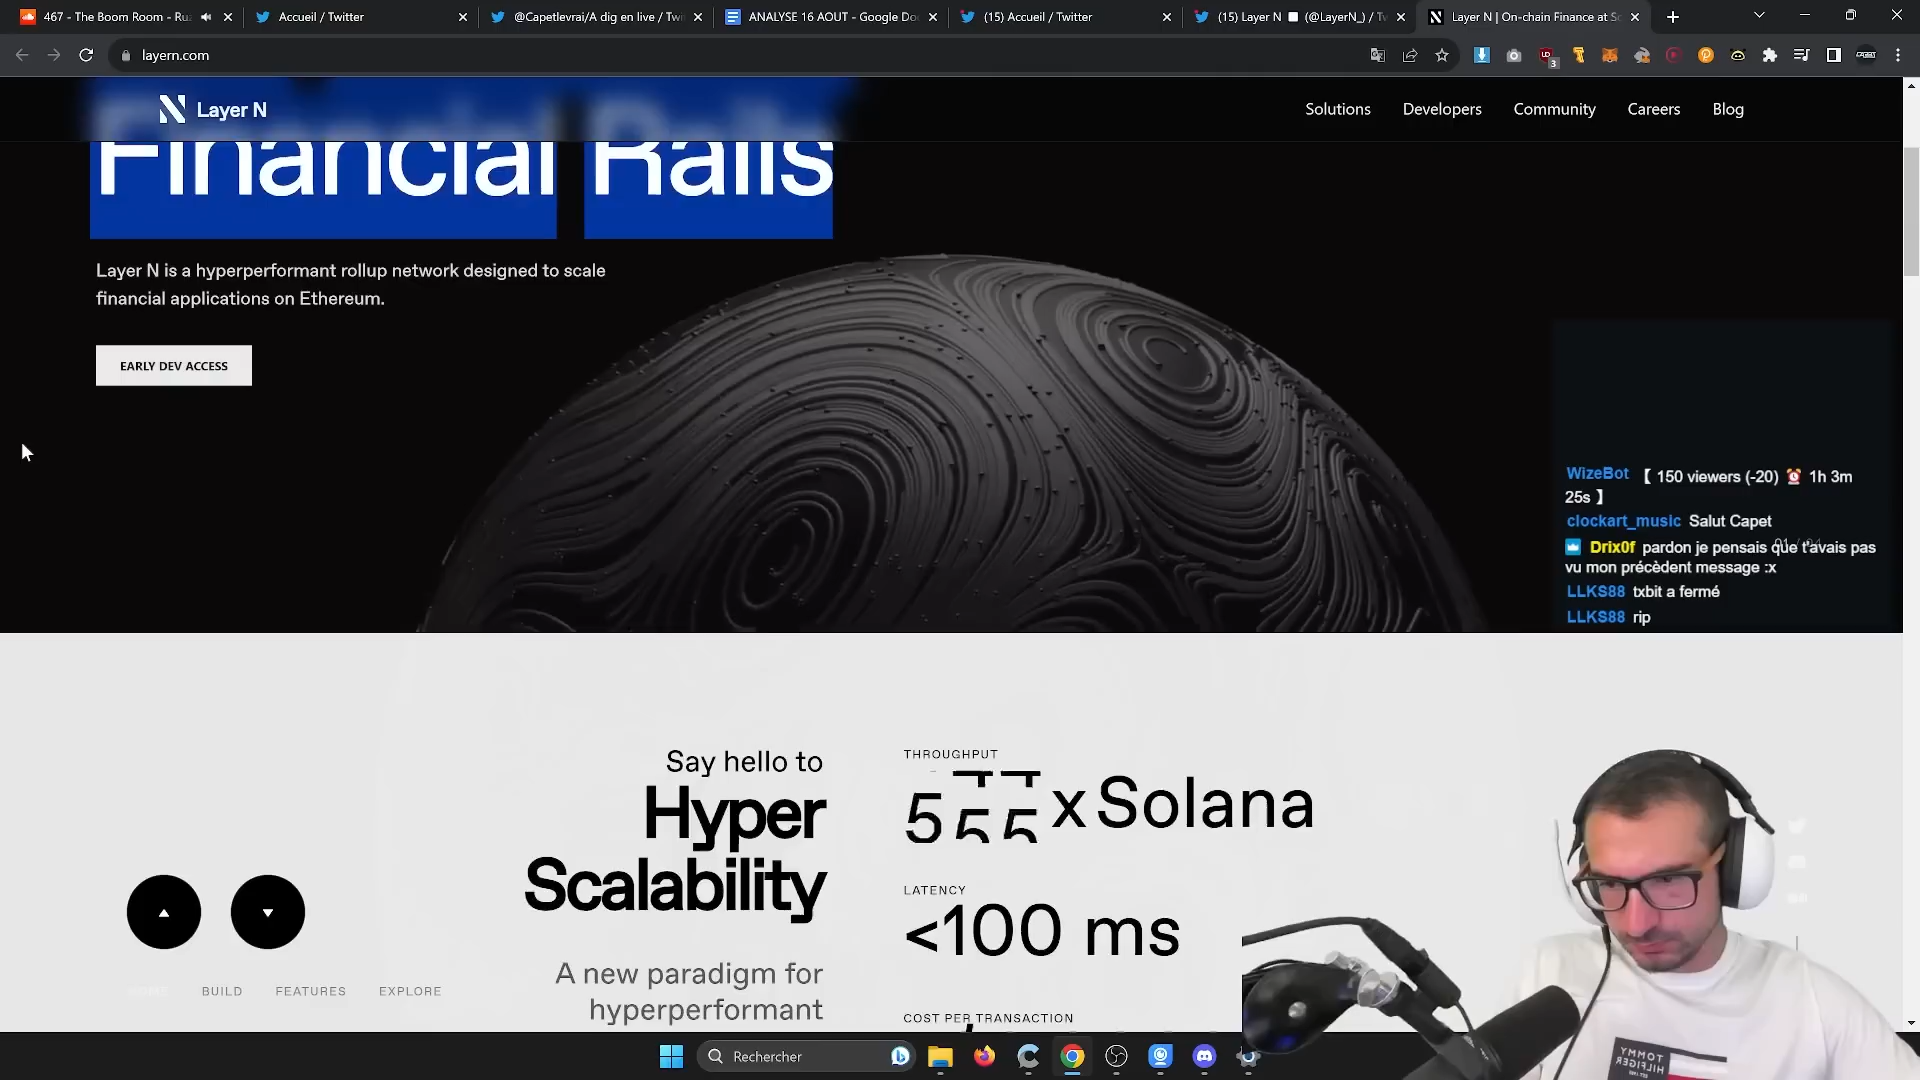 467 - The Boom Room - Ru
Accueil / Twitter
@Capetlevrai/A dig en live / Twi
ANALYSE 16 AOUT - Google Do
(15) Accueil / Twitter
(15) Layer N (@LayerN_) / Tw
Layer N | On-chain Finance at Sc
layern.com
Layer N
Solutions
Developers
Community
Careers
Blog
Financial Rails
Layer N is a hyperperformant rollup network designed to scale
financial applications on Ethereum.
EARLY DEV ACCESS
WizeBot 【 150 viewers (-20) ⏰ 1h 3m
25s 】
clockart_music Salut Capet
Drix0f pardon je pensais que t'avais pas
vu mon précèdent message :x
LLKS88 txbit a fermé
LLKS88 rip
Say hello to
Hyper
Scalability
A new paradigm for
hyperperformant
THROUGHPUT
x Solana
LATENCY
<100 ms
COST PER TRANSACTION
BUILD
FEATURES
EXPLORE
Rechercher
TOMMY
HILFIGER